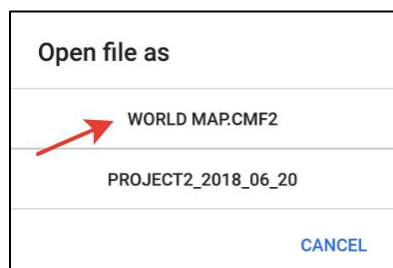 Open file as
WORLD MAP.CMF2
PROJECT2_2018_06_20
CANCEL